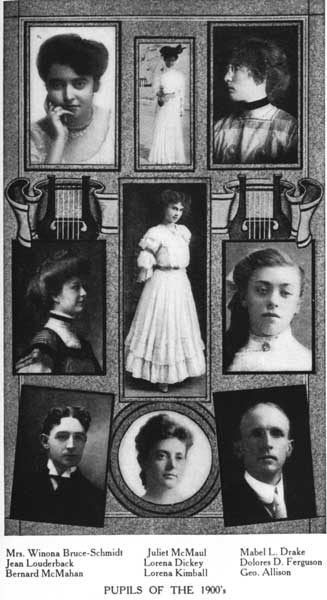 Mrs. Winona Bruce-Schmidt Juliet McMaul Mabel L. Drake
Jean Louderback Lorena Dickey Dolores D. Ferguson
Bernard McMahan Lorena Kimball Geo. Allison
PUPILS OF THE 1900's